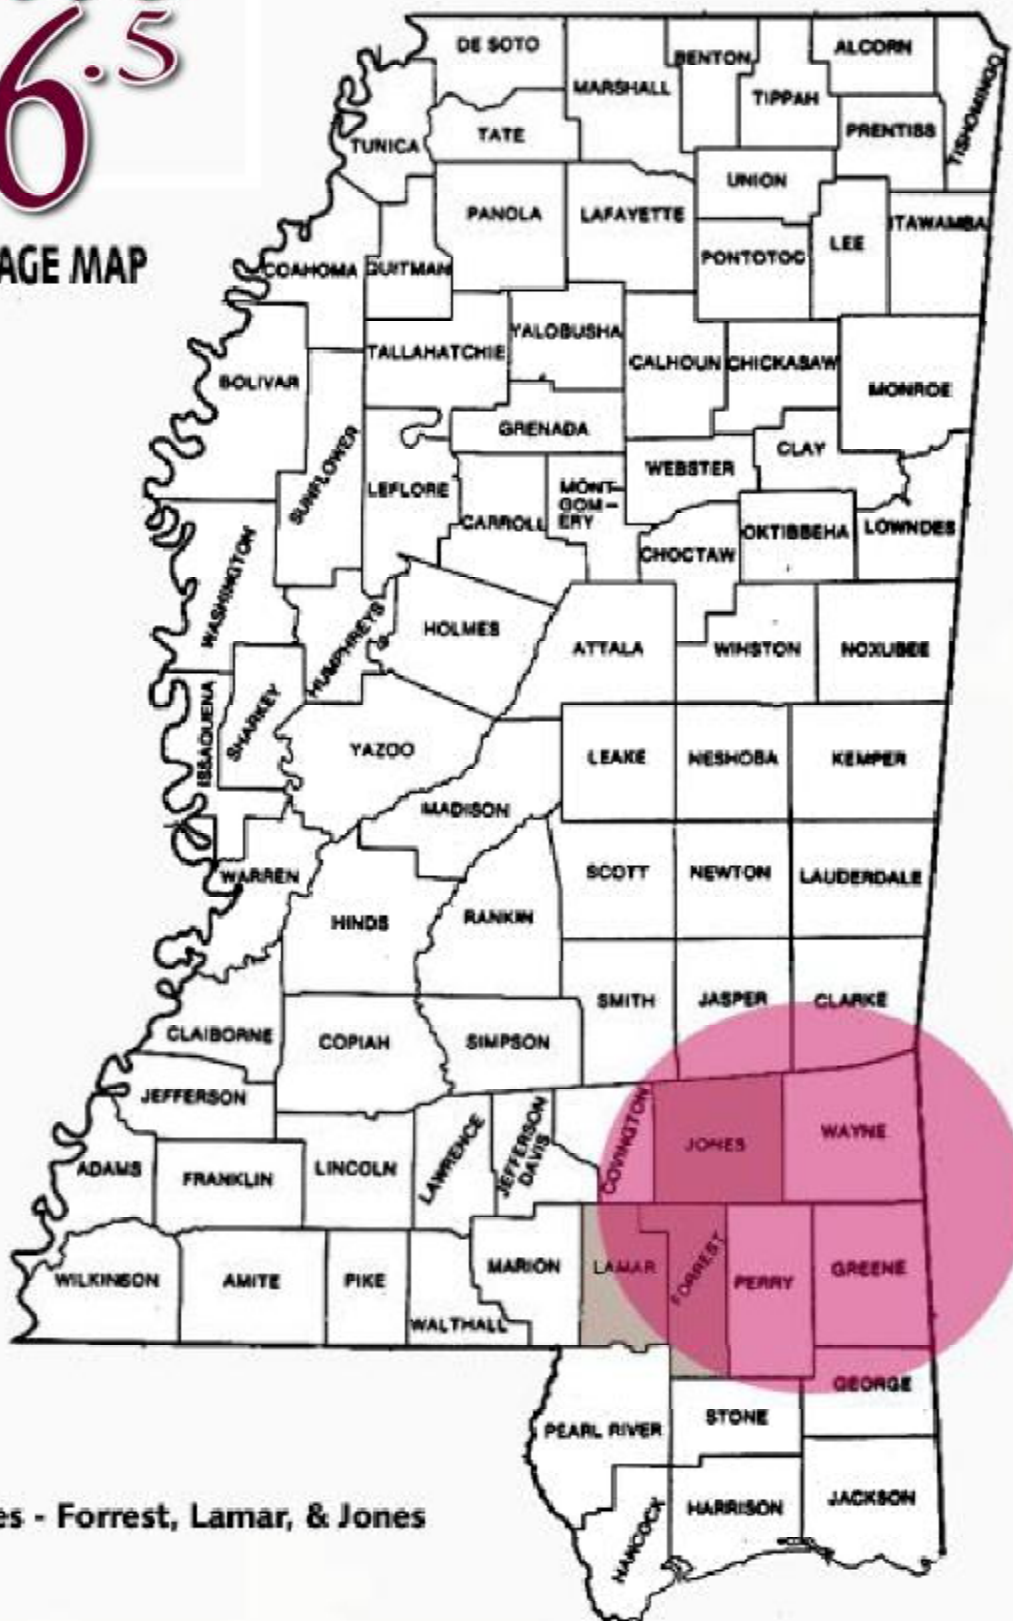 6.5
AGE MAP
DE SOTO
BENTON
ALCORN
MARSHALL
TIPPAH
TISHOMINGO
TUNICA
TATE
PRENTISS
UNION
PANOLA
LAFAYETTE
ITAWAMBA
LEE
PONTOTOC
COAHOMA
QUITMAN
YALOBUSHA
TALLAHATCHIE
CALHOUN
CHICKASAW
BOLIVAR
MONROE
GRENADA
CLAY
SUNFLOWER
WEBSTER
LEFLORE
MONT-
GOM-
ERY
CARROLL
OKTIBBEHA
LOWNDES
CHOCTAW
WASHINGTON
HUMPHREYS
HOLMES
ATTALA
WINSTON
NOXUBEE
ISSAQUENA
SHARKEY
YAZOO
LEAKE
NESHOBA
KEMPER
MADISON
WARREN
SCOTT
NEWTON
LAUDERDALE
HINDS
RANKIN
SMITH
JASPER
CLARKE
CLAIBORNE
COPIAH
SIMPSON
JEFFERSON
LAWRENCE
JEFFERSON
DAVIS
COVINGTON
JONES
WAYNE
ADAMS
FRANKLIN
LINCOLN
WILKINSON
AMITE
PIKE
WALTHALL
MARION
LAMAR
FORREST
PERRY
GREENE
GEORGE
PEARL RIVER
STONE
HANCOCK
HARRISON
JACKSON
es - Forrest, Lamar, & Jones